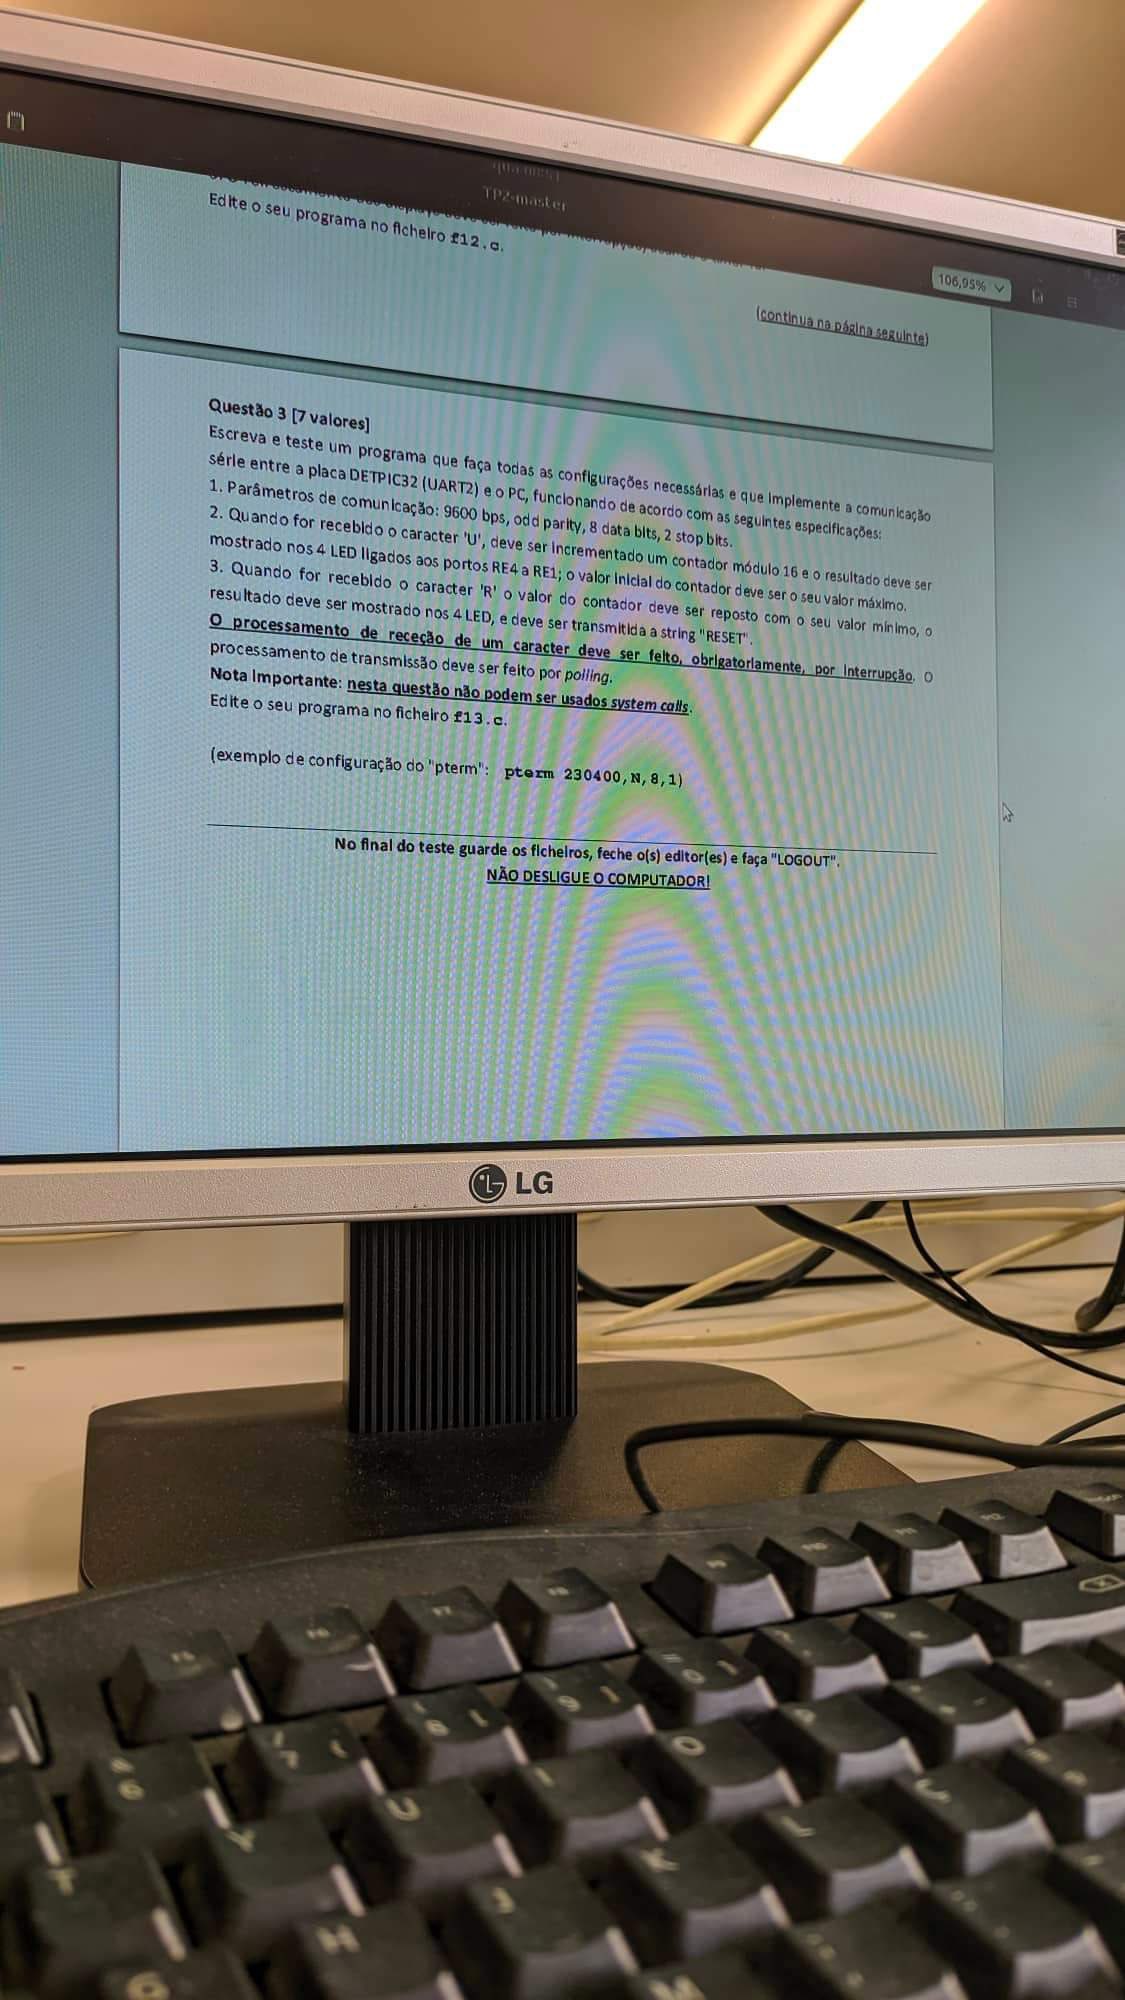 TP2-master
Edite o seu programa no ficheiro f12.c.
106,95%
(continua na página seguinte)
Questão 3 [7 valores]
Escreva e teste um programa que faça todas as configurações necessárias e que implemente a comunicação
série entre a placa DETPIC32 (UART2) e o PC, funcionando de acordo com as seguintes especificações:
1. Parâmetros de comunicação: 9600 bps, odd parity, 8 data bits, 2 stop bits.
2. Quando for recebido o caracter 'U', deve ser incrementado um contador módulo 16 e o resultado deve ser
mostrado nos 4 LED ligados aos portos RE4 a RE1; o valor inicial do contador deve ser o seu valor máximo.
3. Quando for recebido o caracter 'R' o valor do contador deve ser reposto com o seu valor mínimo, o
resultado deve ser mostrado nos 4 LED, e deve ser transmitida a string "RESET".
O processamento de receção de um caracter deve ser feito, obrigatoriamente, por interrupção. O
processamento de transmissão deve ser feito por polling.
Nota importante: nesta questão não podem ser usados system calls.
Edite o seu programa no ficheiro f13.c.
(exemplo de configuração do "pterm": pterm 230400,N,8,1)
No final do teste guarde os ficheiros, feche o(s) editor(es) e faça "LOGOUT".
NÃO DESLIGUE O COMPUTADOR!
LG